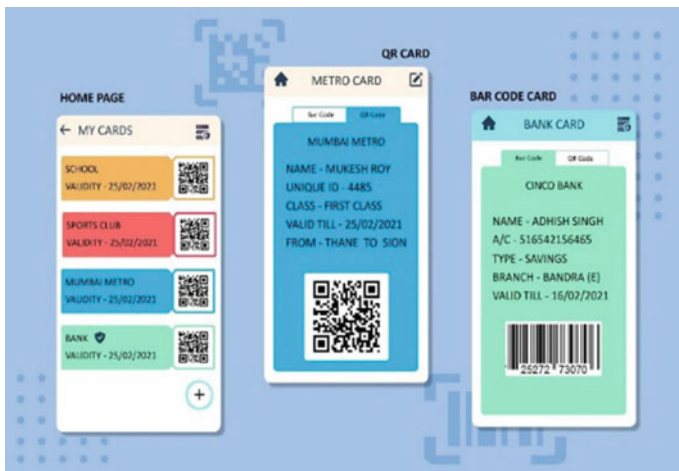 HOME PAGE
← MY CARDS
SCHOOL
VALIDITY - 25/02/2021
SPORTS CLUB
VALIDITY - 25/02/2021
MUMBAI METRO
VALIDITY - 25/02/2021
BANK
VALIDITY - 25/02/2021
+
QR CARD
METRO CARD
Bar Code QR Code
MUMBAI METRO
NAME - MUKESH ROY
UNIQUE ID - 4485
CLASS - FIRST CLASS
VALID TILL - 25/02/2021
FROM - THANE TO SION
BAR CODE CARD
BANK CARD
Bar Code QR Code
CINCO BANK
NAME - ADHISH SINGH
A/C - 516542156465
TYPE - SAVINGS
BRANCH - BANDRA (E)
VALID TILL - 16/02/2021
25272 73070